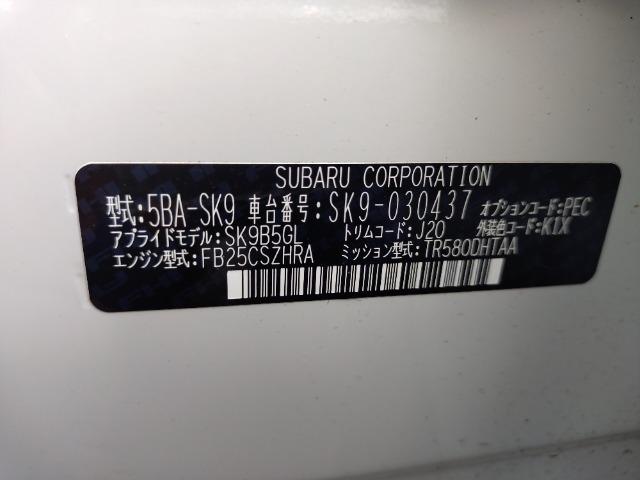 SUBARU CORPORATION
型式:5BA-SK9 車台番号:SK9-030437 オプションコード:PEC
アプライドモデル:SK9B5GL トリムコード:J20 外装色コード:K1X
エンジン型式:FB25CSZHRA ミッション型式:TR580DHTAA